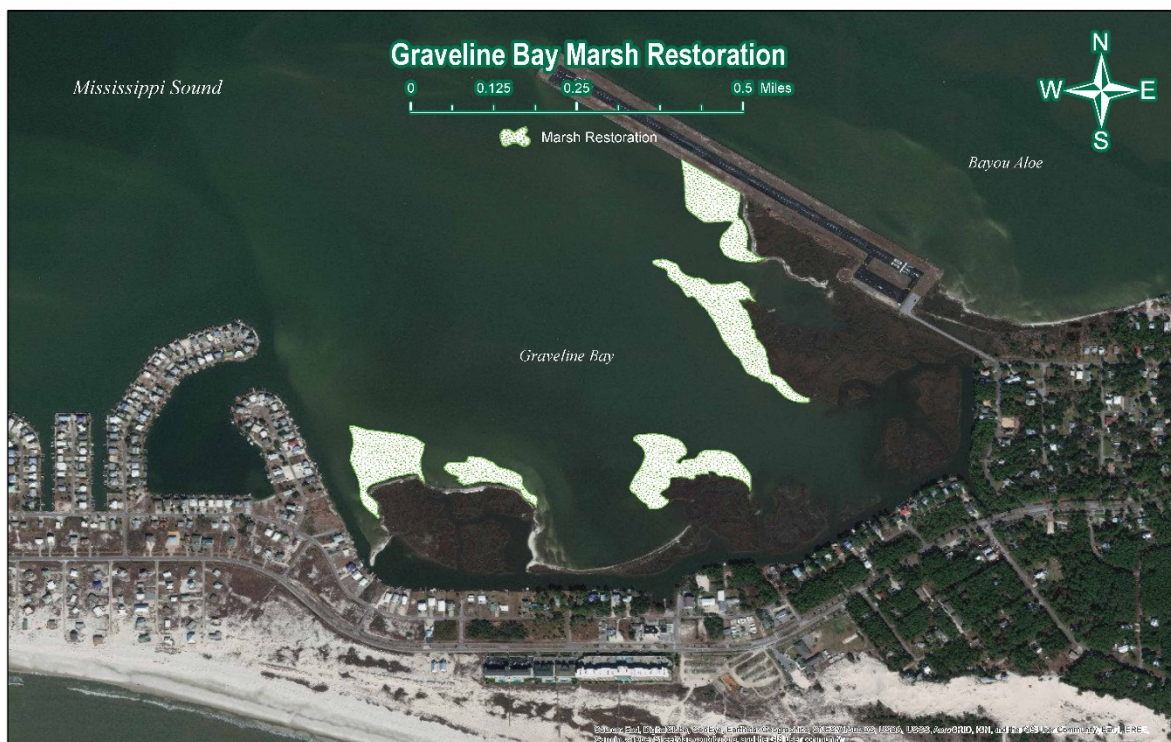 Graveline Bay Marsh Restoration
0 0.125 0.25 0.5 Miles
Marsh Restoration
Mississippi Sound
N
W E
S
Bayou Aloe
Graveline Bay